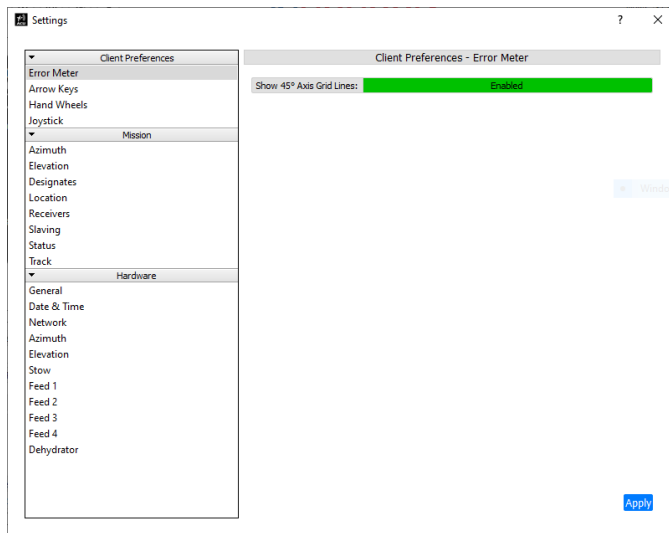 Settings
?
Client Preferences
Error Meter
Arrow Keys
Hand Wheels
Joystick
Mission
Azimuth
Elevation
Designates
Location
Receivers
Slaving
Status
Track
Hardware
General
Date & Time
Network
Azimuth
Elevation
Stow
Feed 1
Feed 2
Feed 3
Feed 4
Dehydrator
Client Preferences - Error Meter
Show 45° Axis Grid Lines: Enabled
Windo
Apply